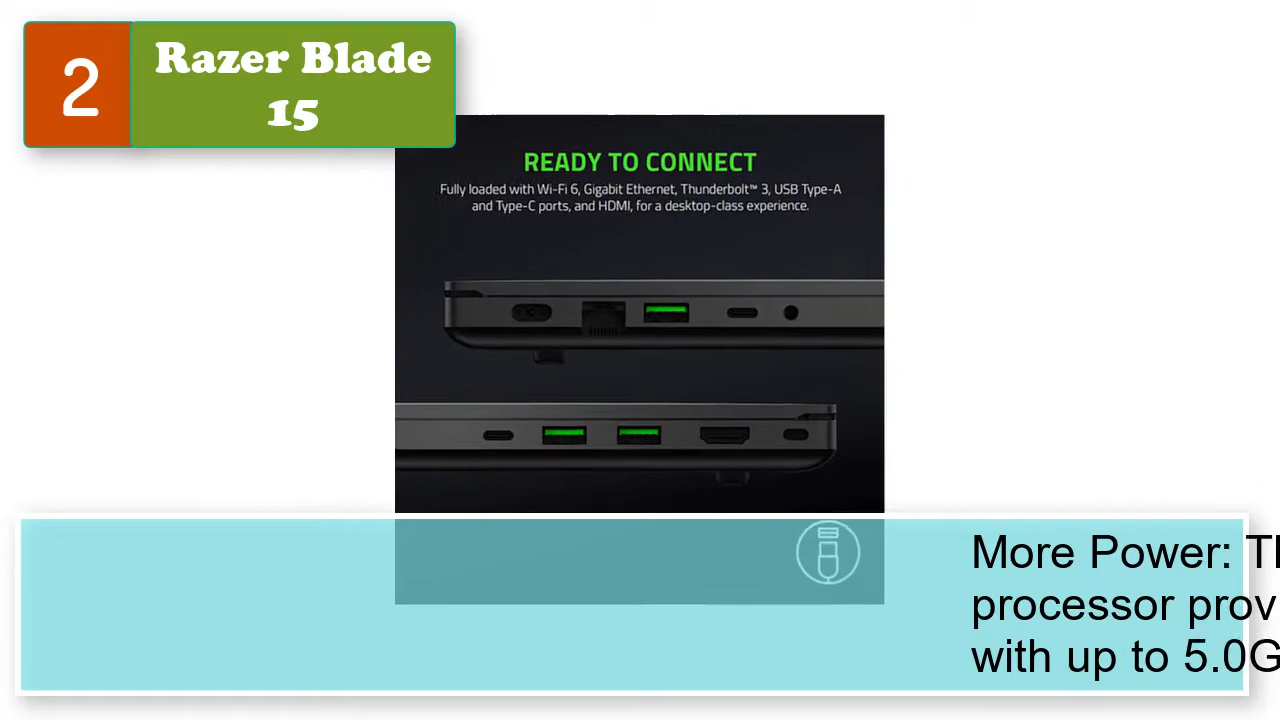 2
Razer Blade
15
READY TO CONNECT
Fully loaded with Wi-Fi 6, Gigabit Ethernet, Thunderbolt™ 3, USB Type-A
and Type-C ports, and HDMI, for a desktop-class experience.
More Power:
processor
with up to